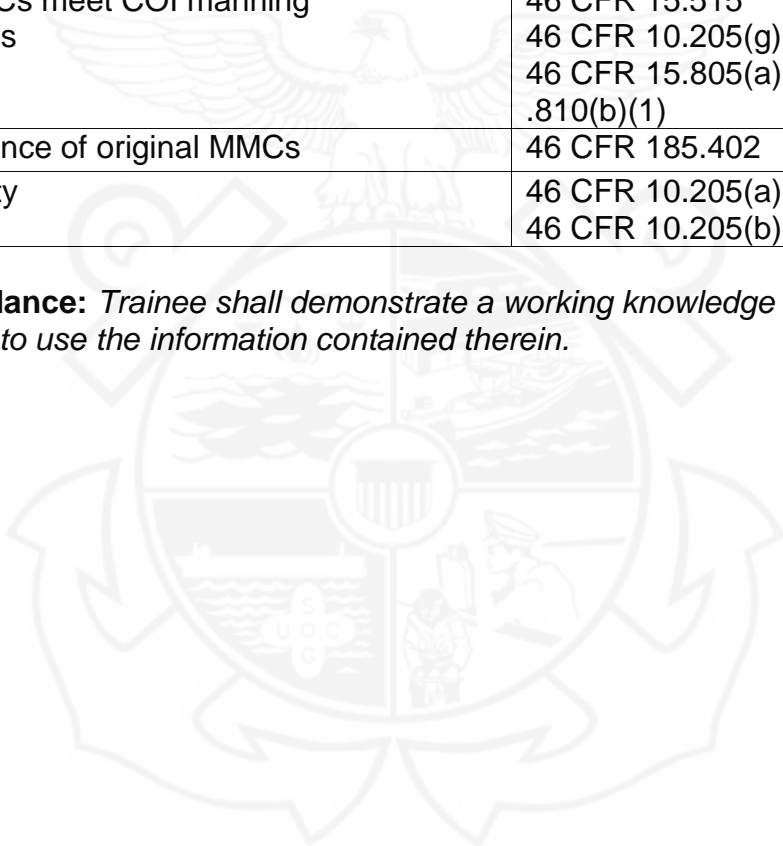 Cs meet COI manning 46 CFR 15.515
s 46 CFR 10.205(g)
46 CFR 15.805(a)
.810(b)(1)
nce of original MMCs 46 CFR 185.402
ty 46 CFR 10.205(a)
46 CFR 10.205(b)
lance: Trainee shall demonstrate a working knowledge
to use the information contained therein.
S
U O C
G